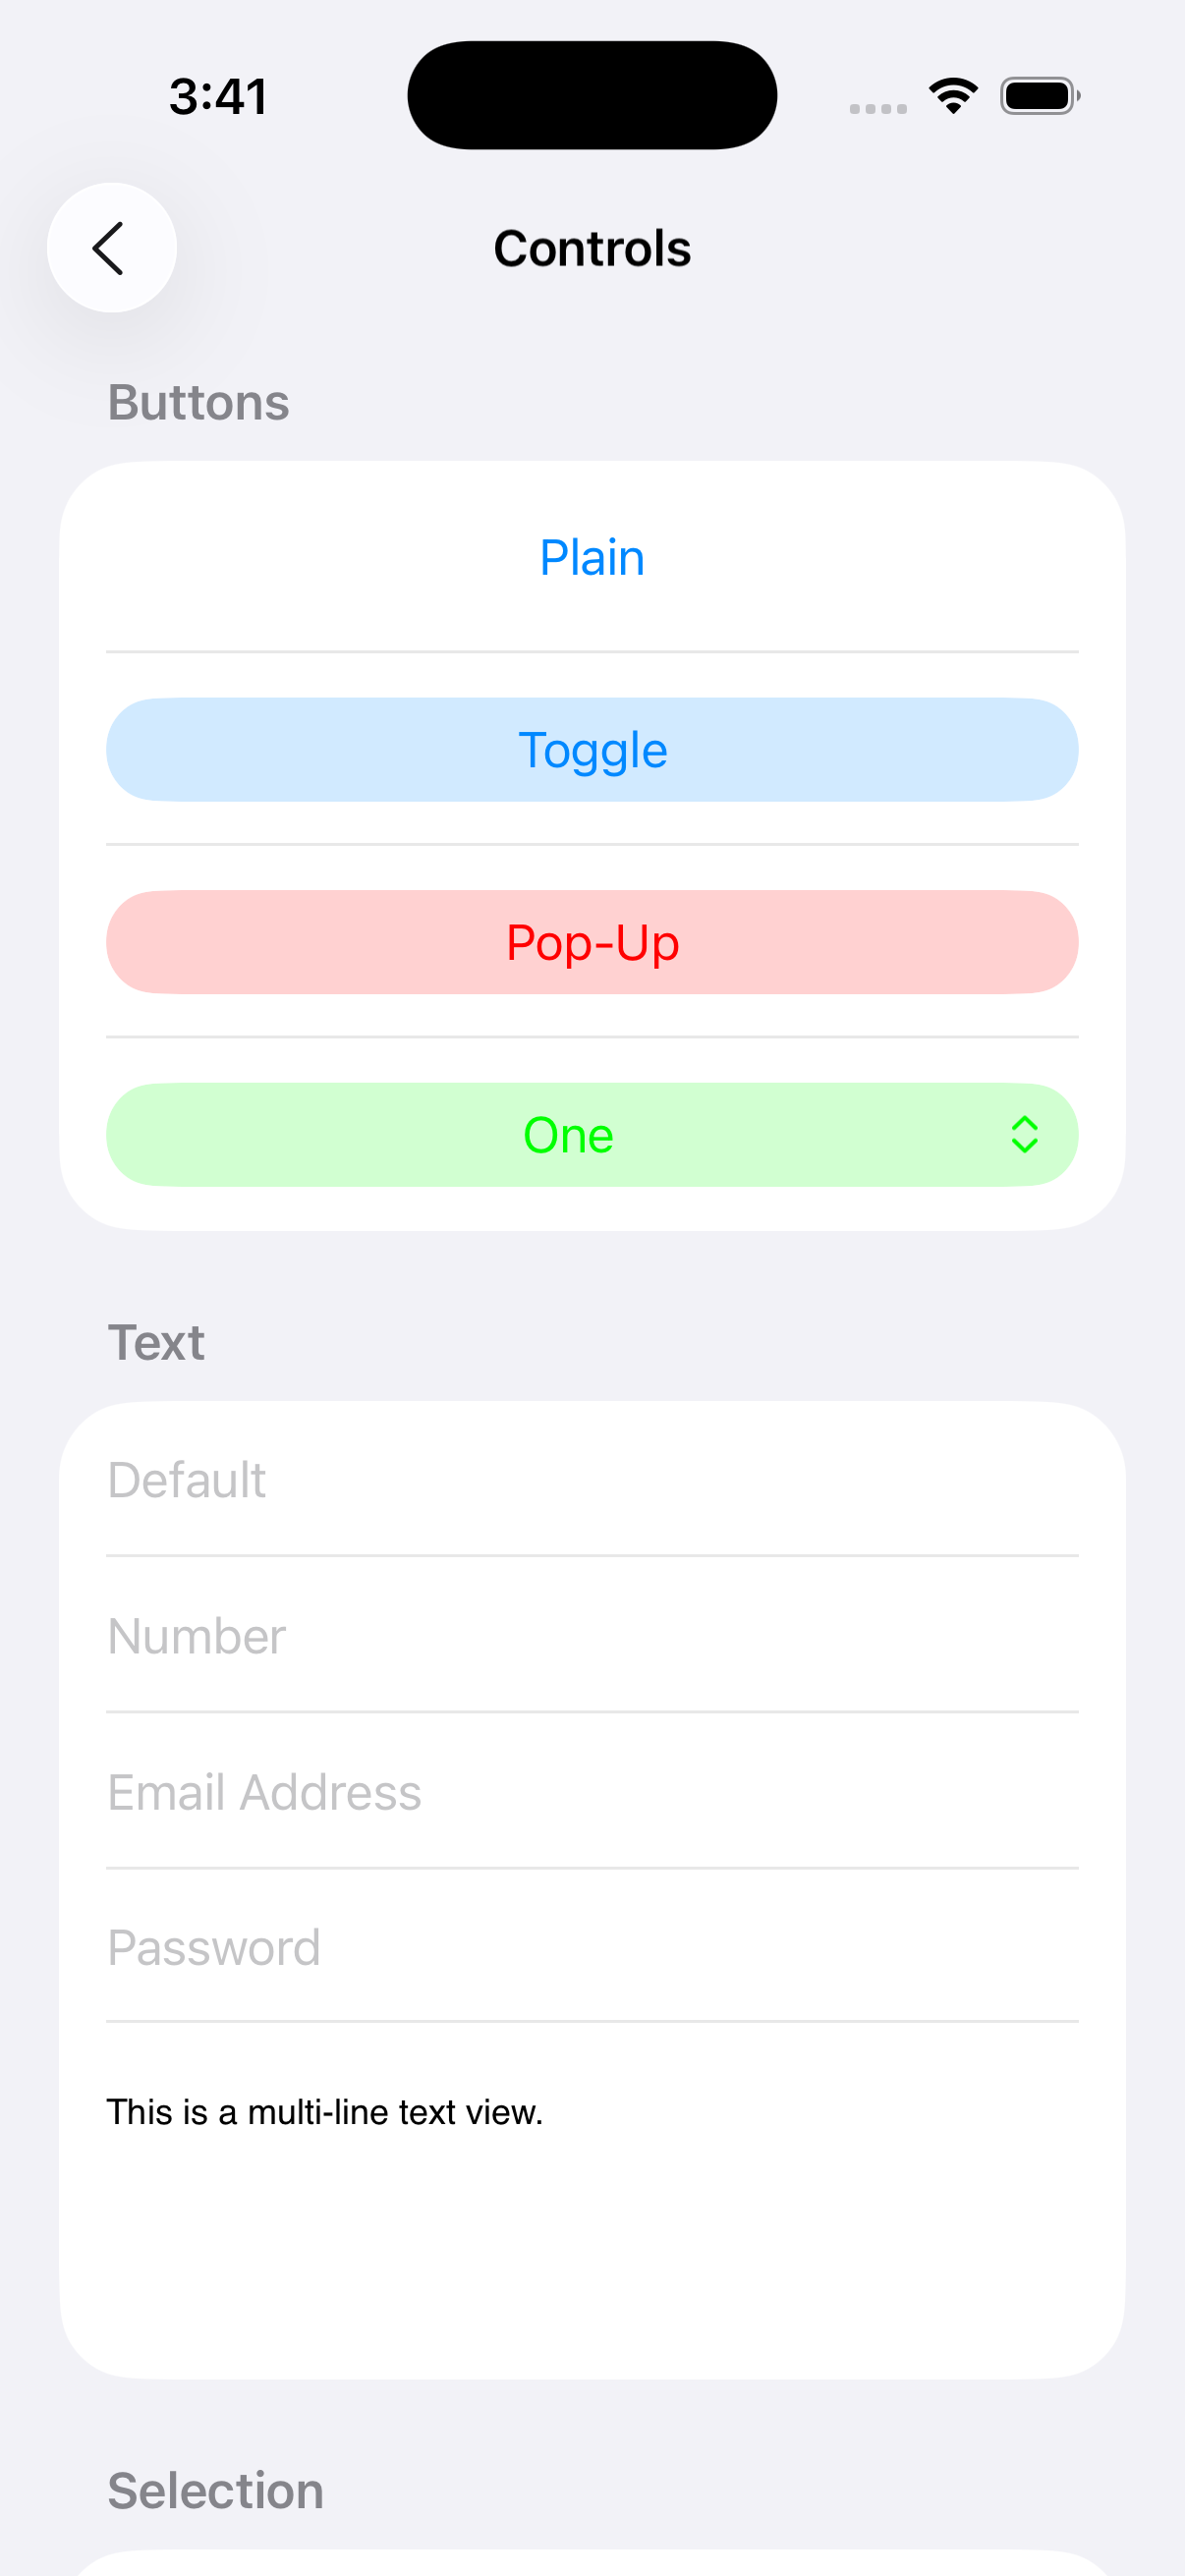 3:41
Controls
Buttons
Plain
Toggle
Pop-Up
One
Text
Default
Number
Email Address
Password
This is a multi-line text view.
Selection